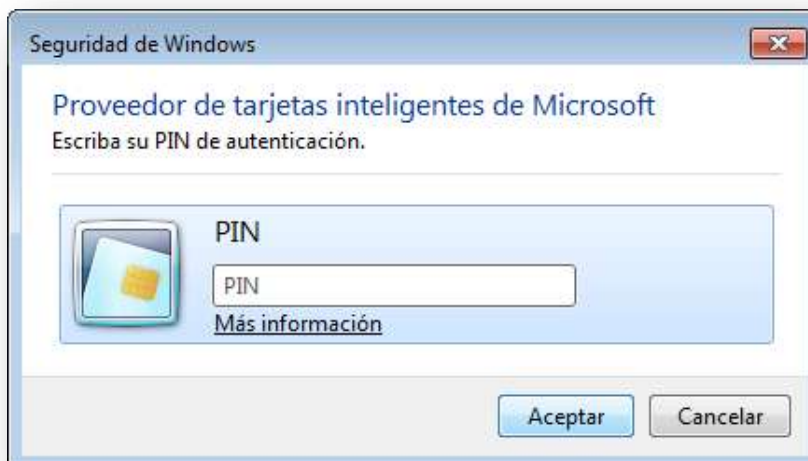 Seguridad de Windows
Proveedor de tarjetas inteligentes de Microsoft
Escriba su PIN de autenticación.
PIN
PIN
Más información
Aceptar
Cancelar